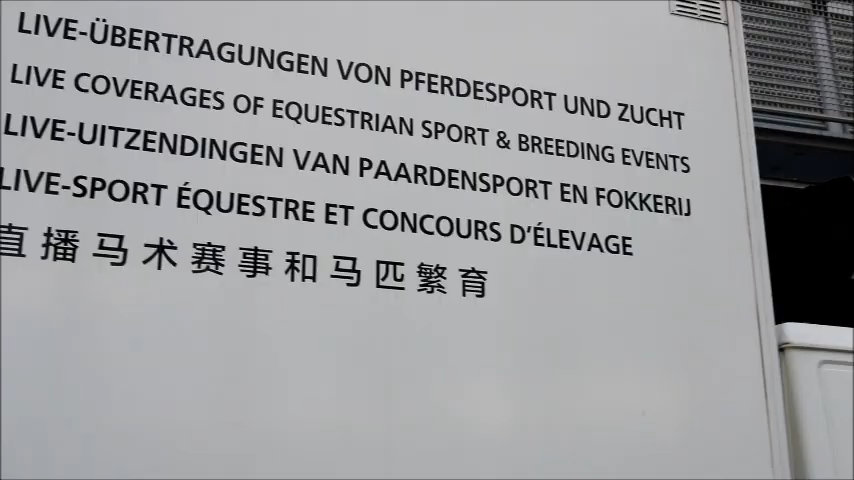 LIVE-ÜBERTRAGUNGEN VON PFERDESPORT UND ZUCHT
LIVE COVERAGES OF EQUESTRIAN SPORT & BREEDING EVENTS
LIVE-UITZENDINGEN VAN PAARDENSPORT EN FOKKERIJ
LIVE-SPORT ÉQUESTRE ET CONCOURS D'ÉLEVAGE
直播马术赛事和马匹繁育